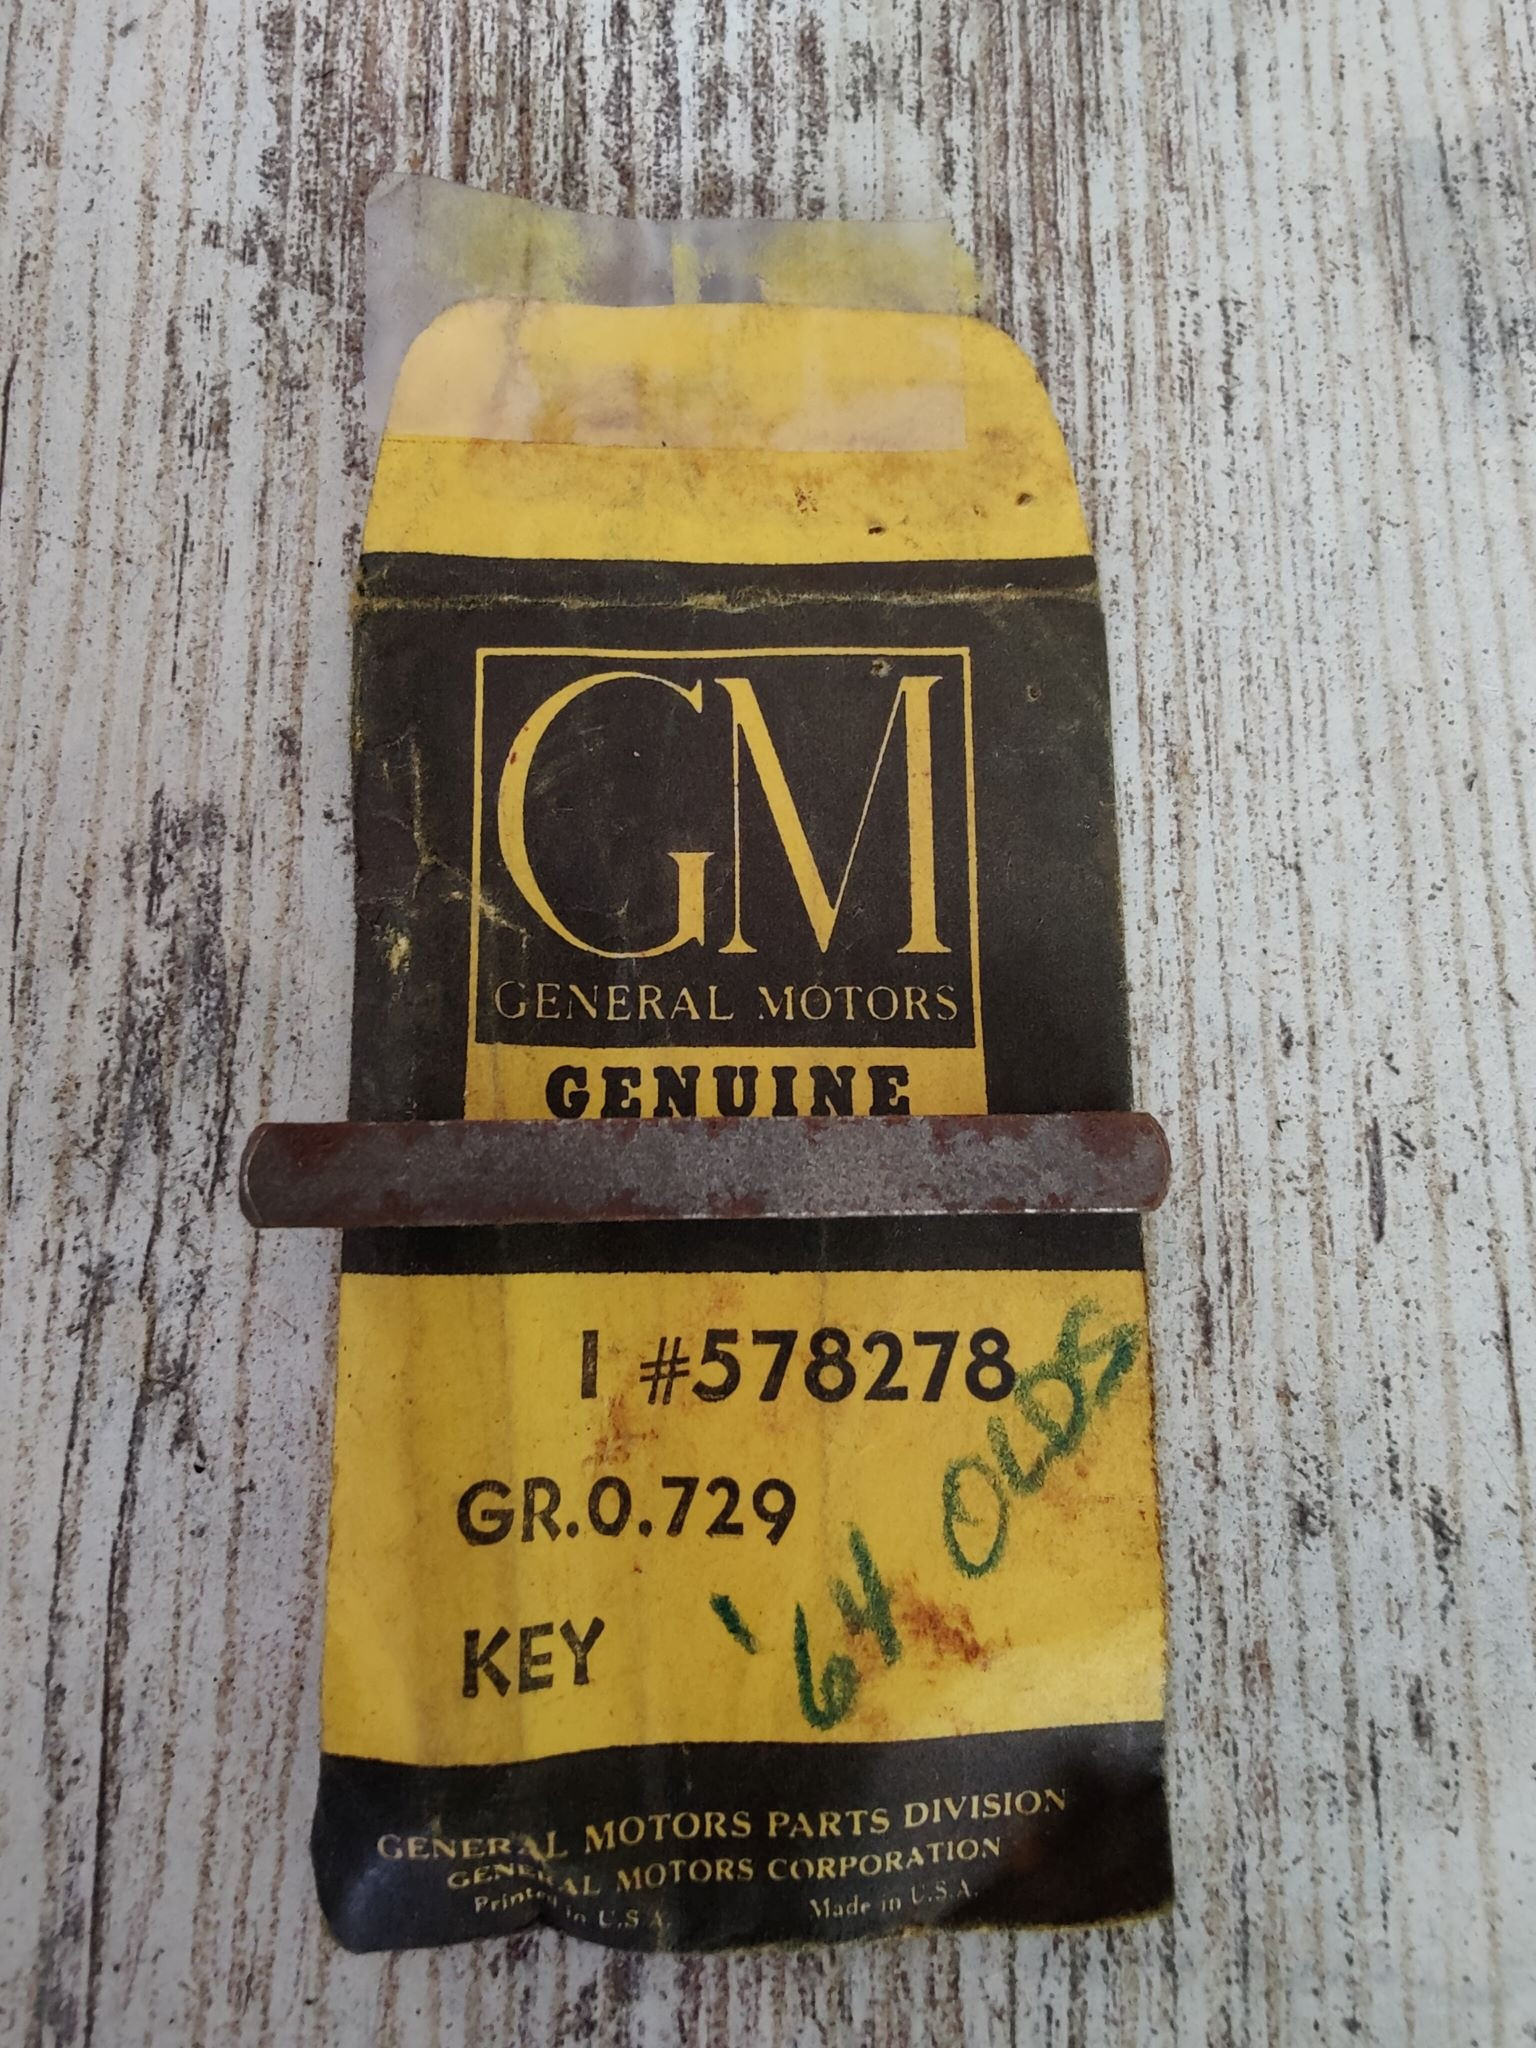 GM
GENERAL MOTORS
GENUINE
1 #578278
GR.0.729
KEY
'64 OLDS
GENERAL MOTORS PARTS DIVISION
GENERAL MOTORS CORPORATION
Printed in U.S.A. Made in U.S.A.